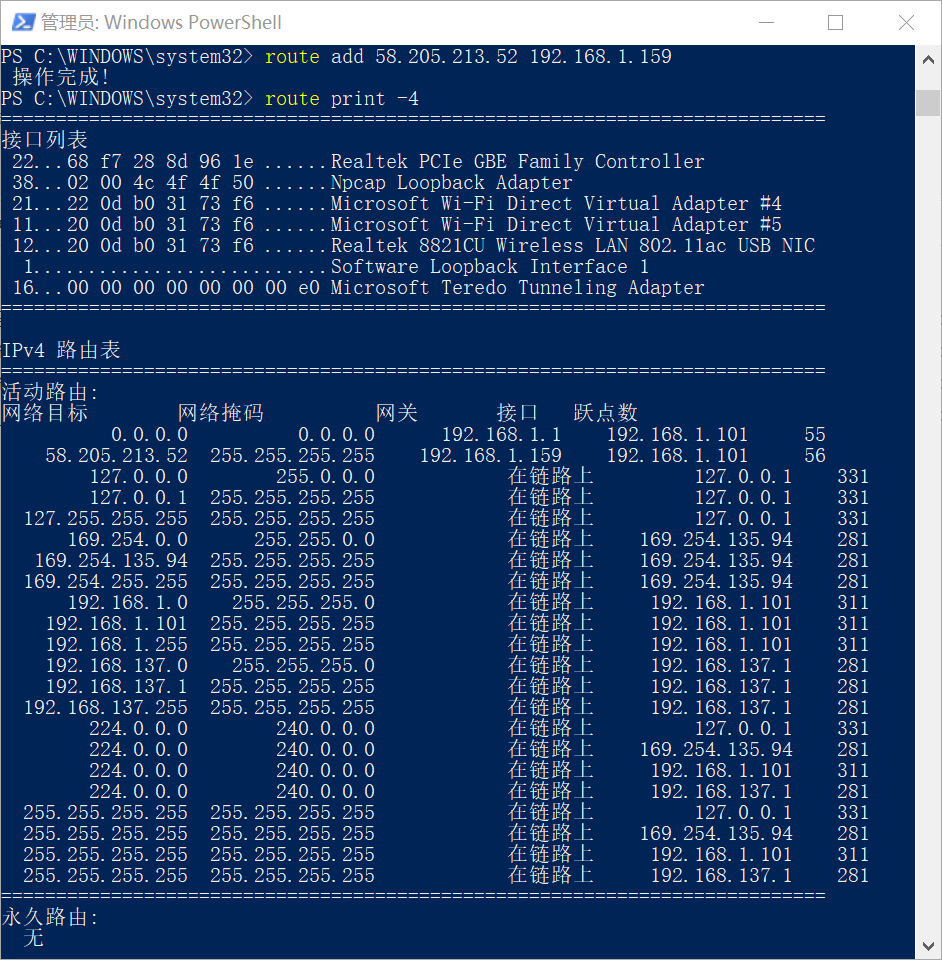 管理员: Windows PowerShell
PS C:\WINDOWS\system32> route add 58.205.213.52 192.168.1.159
操作完成!
PS C:\WINDOWS\system32> route print -4
===========================================================================
接口列表
22...68 f7 28 8d 96 1e ......Realtek PCIe GBE Family Controller
38...02 00 4c 4f 4f 50 ......Npcap Loopback Adapter
21...22 0d b0 31 73 f6 ......Microsoft Wi-Fi Direct Virtual Adapter #4
11...20 0d b0 31 73 f6 ......Microsoft Wi-Fi Direct Virtual Adapter #5
12...20 0d b0 31 73 f6 ......Realtek 8821CU Wireless LAN 802.11ac USB NIC
1...........................Software Loopback Interface 1
16...00 00 00 00 00 00 00 e0 Microsoft Teredo Tunneling Adapter
===========================================================================
IPv4 路由表
===========================================================================
活动路由:
网络目标 网络掩码 网关 接口 跃点数
0.0.0.0 0.0.0.0 192.168.1.1 192.168.1.101 55
58.205.213.52 255.255.255.255 192.168.1.159 192.168.1.101 56
127.0.0.0 255.0.0.0 在链路上 127.0.0.1 331
127.0.0.1 255.255.255.255 在链路上 127.0.0.1 331
127.255.255.255 255.255.255.255 在链路上 127.0.0.1 331
169.254.0.0 255.255.0.0 在链路上 169.254.135.94 281
169.254.135.94 255.255.255.255 在链路上 169.254.135.94 281
169.254.255.255 255.255.255.255 在链路上 169.254.135.94 281
192.168.1.0 255.255.255.0 在链路上 192.168.1.101 311
192.168.1.101 255.255.255.255 在链路上 192.168.1.101 311
192.168.1.255 255.255.255.255 在链路上 192.168.1.101 311
192.168.137.0 255.255.255.0 在链路上 192.168.137.1 281
192.168.137.1 255.255.255.255 在链路上 192.168.137.1 281
192.168.137.255 255.255.255.255 在链路上 192.168.137.1 281
224.0.0.0 240.0.0.0 在链路上 127.0.0.1 331
224.0.0.0 240.0.0.0 在链路上 169.254.135.94 281
224.0.0.0 240.0.0.0 在链路上 192.168.1.101 311
224.0.0.0 240.0.0.0 在链路上 192.168.137.1 281
255.255.255.255 255.255.255.255 在链路上 127.0.0.1 331
255.255.255.255 255.255.255.255 在链路上 169.254.135.94 281
255.255.255.255 255.255.255.255 在链路上 192.168.1.101 311
255.255.255.255 255.255.255.255 在链路上 192.168.137.1 281
===========================================================================
永久路由:
无